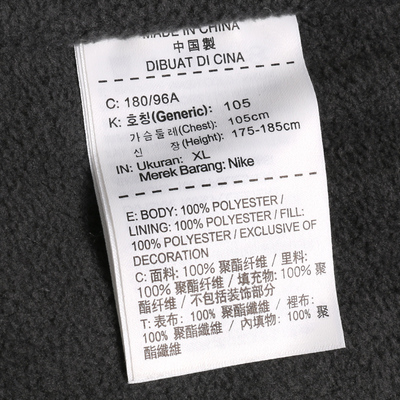 MADE IN CHINA
中国製
DIBUAT DI CINA
C: 180/96A
K: 호칭(Generic): 105
가슴둘레(Chest): 105cm
신 장(Height): 175-185cm
IN: Ukuran: XL
Merek Barang: Nike
E: BODY: 100% POLYESTER /
LINING: 100% POLYESTER / FILL:
100% POLYESTER / EXCLUSIVE OF
DECORATION
C: 面料: 100% 聚酯纤维 / 里料:
100% 聚酯纤维 / 填充物: 100% 聚
酯纤维 / 不包括装饰部分
T: 表布: 100% 聚酯纖維 / 裡布:
100% 聚酯纖維 / 內填物: 100% 聚
酯纖維